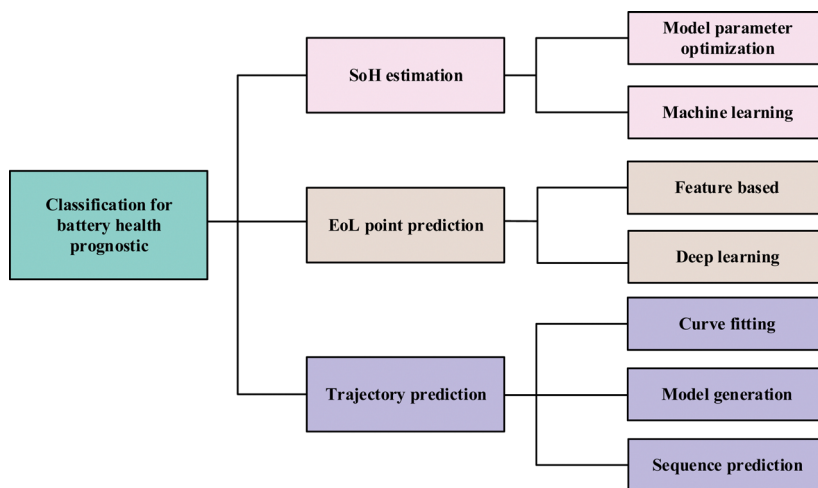 Classification for
battery health
prognostic
SoH estimation
Model parameter
optimization
Machine learning
EoL point prediction
Feature based
Deep learning
Trajectory prediction
Curve fitting
Model generation
Sequence prediction